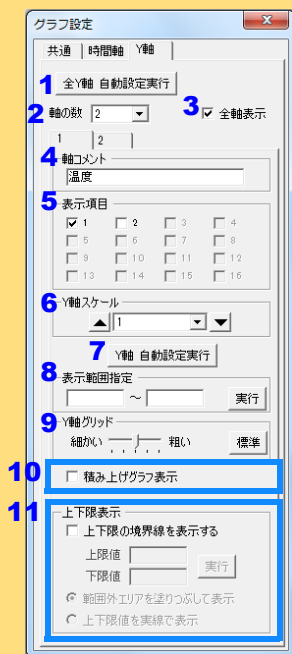 グラフ設定
共通 時間軸 Y軸
1 全Y軸 自動設定実行
2 軸の数 2 3 全軸表示
1 2
4 軸コメント
温度
5 表示項目
1 2 3 4
5 6 7 8
9 10 11 12
13 14 15 16
6 Y軸スケール
1
7 Y軸 自動設定実行
8 表示範囲指定
～ 実行
9 Y軸グリッド
細かい 粗い 標準
10 積み上げグラフ表示
11 上下限表示
上下限の境界線を表示する
上限値
下限値 実行
範囲外エリアを塗りつぶして表示
上下限値を実線で表示